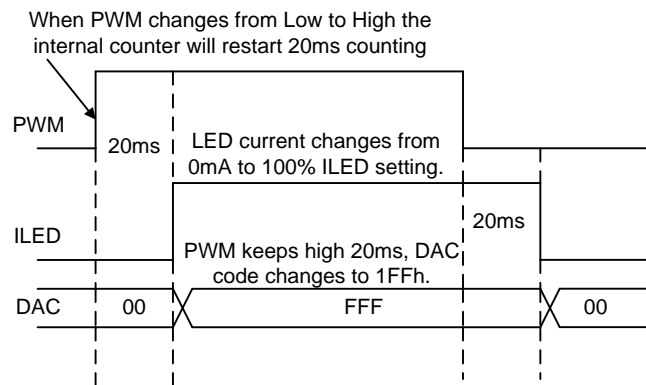 When PWM changes from Low to High the
internal counter will restart 20ms counting
PWM
20ms
LED current changes from
0mA to 100% ILED setting.
20ms
ILED
PWM keeps high 20ms, DAC
code changes to 1FFh.
DAC
00
FFF
00